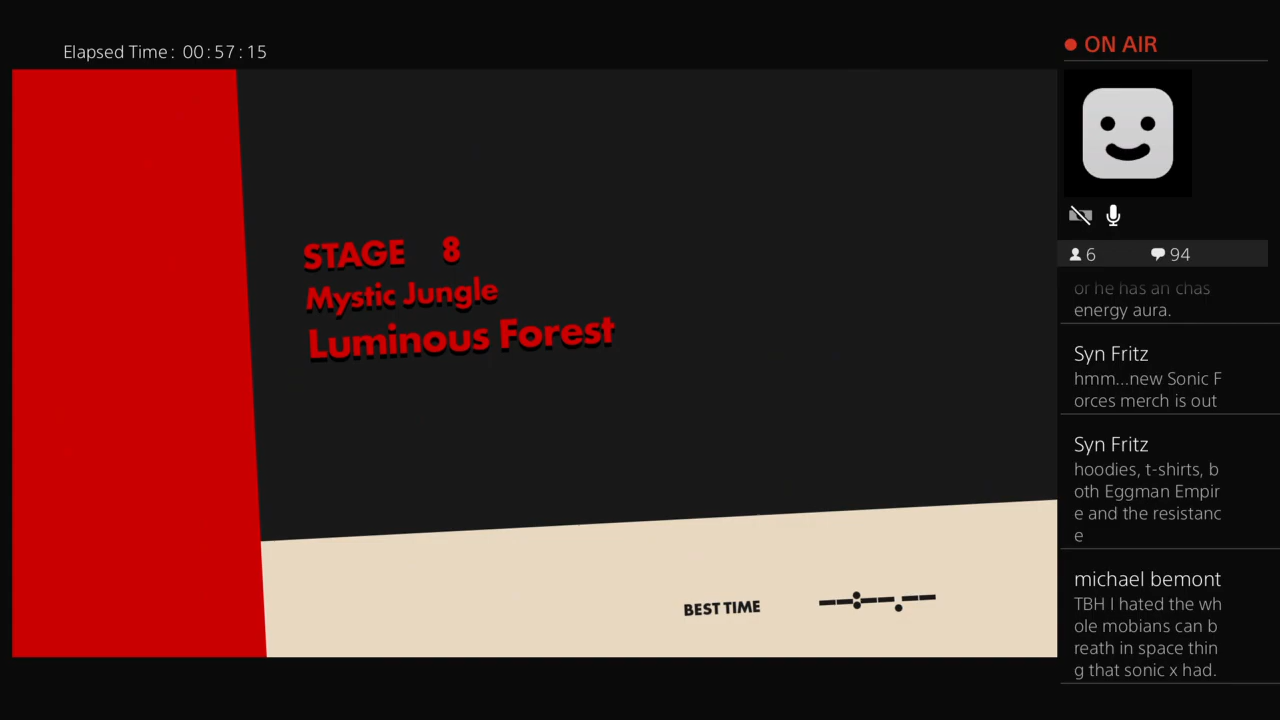 Elapsed Time: 00:57:15
ON AIR
6 94
or he has an chas
energy aura.
Syn Fritz
hmm...new Sonic F
orces merch is out
Syn Fritz
hoodies, t-shirts, b
oth Eggman Empir
e and the resistanc
e
michael bemont
TBH I hated the wh
ole mobians can b
reath in space thin
g that sonic x had.
STAGE 8
Mystic Jungle
Luminous Forest
BEST TIME --:--.--